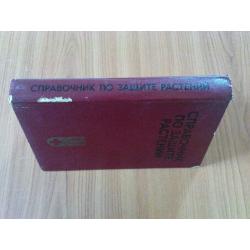 СПРАВОЧНИК ПО ЗАЩИТЕ РАСТЕНИЙ
СПРАВОЧНИК
ПО ЗАЩИТЕ
РАСТЕНИЙ